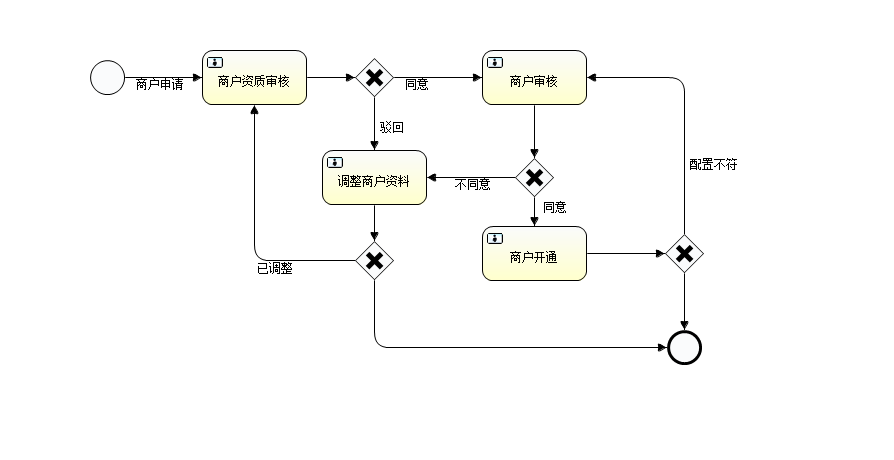 商户申请
商户资质审核
同意
商户审核
驳回
配置不符
调整商户资料
不同意
同意
商户开通
已调整